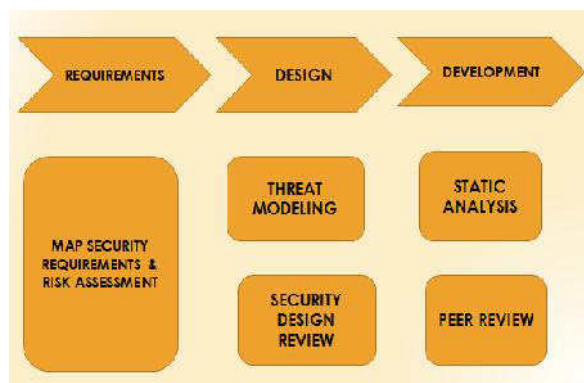 REQUIREMENTS
DESIGN
DEVELOPMENT
MAP SECURITY
REQUIREMENTS &
RISK ASSESSMENT
THREAT
MODELING
STATIC
ANALYSIS
SECURITY
DESIGN
REVIEW
PEER REVIEW